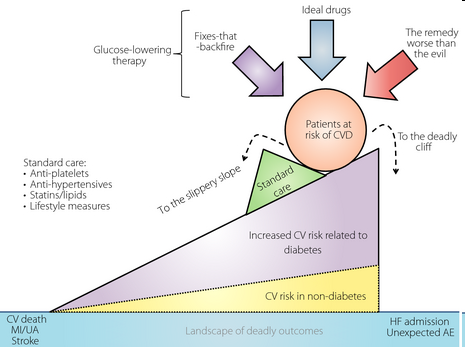 Ideal drugs
Fixes-that
-backfire
Glucose-lowering
therapy
The remedy
worse than
the evil
Patients at
risk of CVD
To the deadly
cliff
Standard care:
• Anti-platelets
• Anti-hypertensives
• Statins/lipids
• Lifestyle measures
To the slippery slope
Standard
care
Increased CV risk related to
diabetes
CV risk in non-diabetes
CV death
MI/UA
Stroke
Landscape of deadly outcomes
HF admission
Unexpected AE